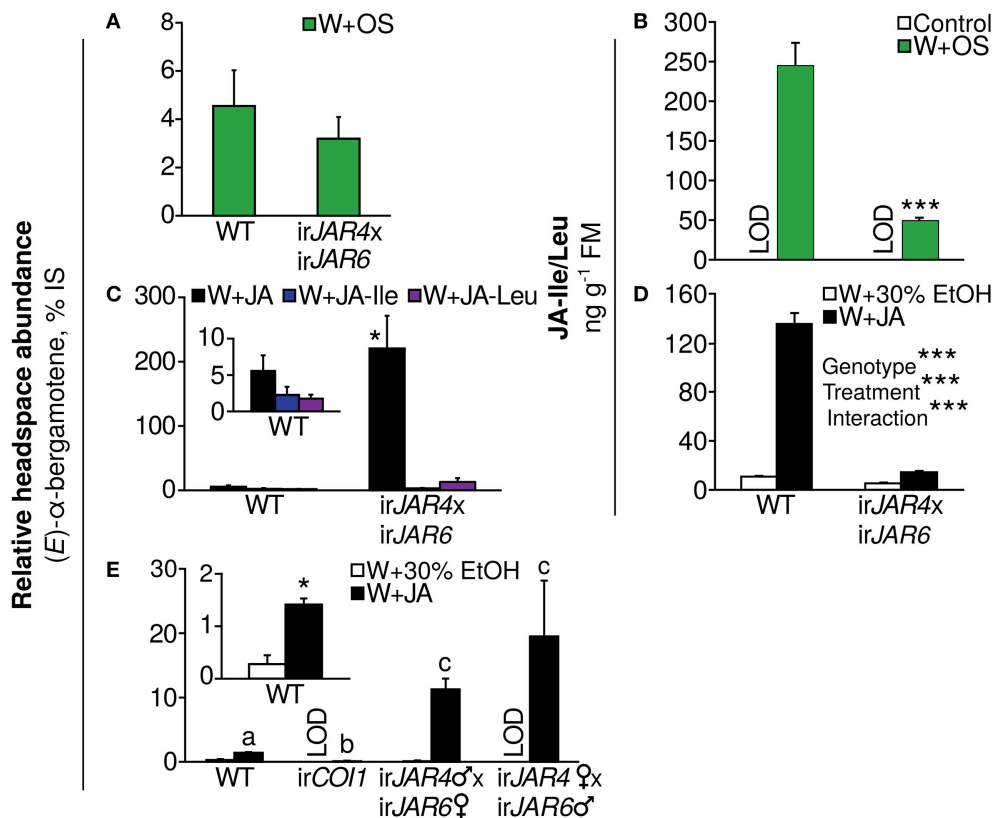 Relative headspace abundance
(E)-α-bergamotene, % IS
A
8
6
4
2
0
W+OS
WT
irJAR4x
irJAR6
JA-Ile/Leu
ng g-1 FM
B
300
250
200
150
100
50
0
Control
W+OS
LOD
LOD
***
C
300
200
100
0
W+JA W+JA-Ile W+JA-Leu
10
5
0
WT
*
WT
irJAR4x
irJAR6
D
160
120
80
40
0
W+30% EtOH
W+JA
Genotype***
Treatment***
Interaction***
WT
irJAR4x
irJAR6
E
30
20
10
0
2
1
0
*
WT
W+30% EtOH
W+JA
a
LOD
b
c
LOD
c
WT
irCOI1
irJAR4♂x
irJAR6♀
irJAR4 ♀x
irJAR6♂